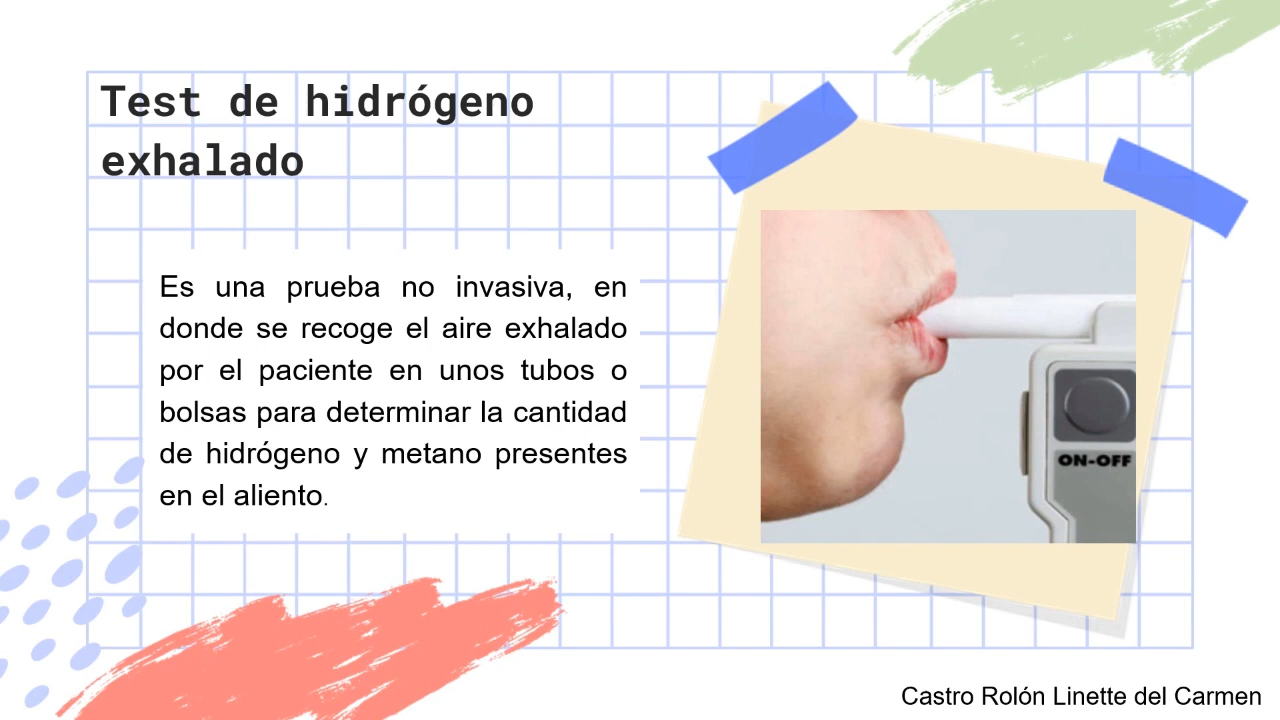 Test de hidrógeno
exhalado
Es una prueba no invasiva, en
donde se recoge el aire exhalado
por el paciente en unos tubos o
bolsas para determinar la cantidad
de hidrógeno y metano presentes
en el aliento.
ON-OFF
Castro Rolón Linette del Carmen